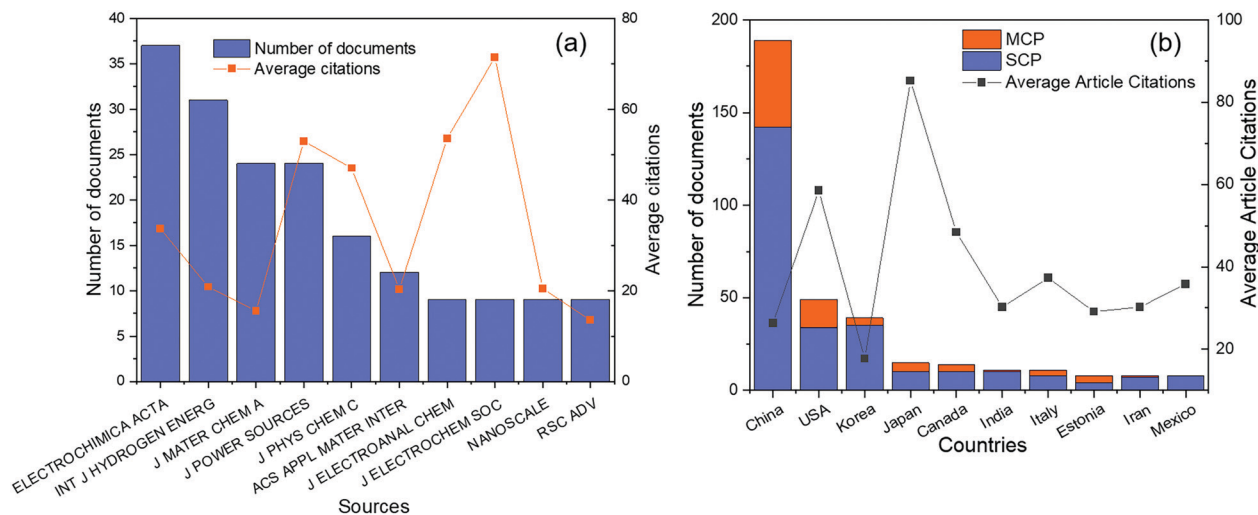 (a)
Number of documents
Average citations
40
35
30
25
20
15
10
5
0
Number of documents
80
60
40
20
0
Average citations
ELECTROCHIMICA ACTA
INT J HYDROGEN ENERG
J MATER CHEM A
J POWER SOURCES
J PHYS CHEM C
ACS APPL MATER INTER
J ELECTROANAL CHEM
J ELECTROCHEM SOC
NANOSCALE
RSC ADV
Sources
(b)
MCP
SCP
Average Article Citations
200
150
100
50
0
Number of documents
100
80
60
40
20
Average Article Citations
China
USA
Korea
Japan
Canada
India
Italy
Estonia
Iran
Mexico
Countries